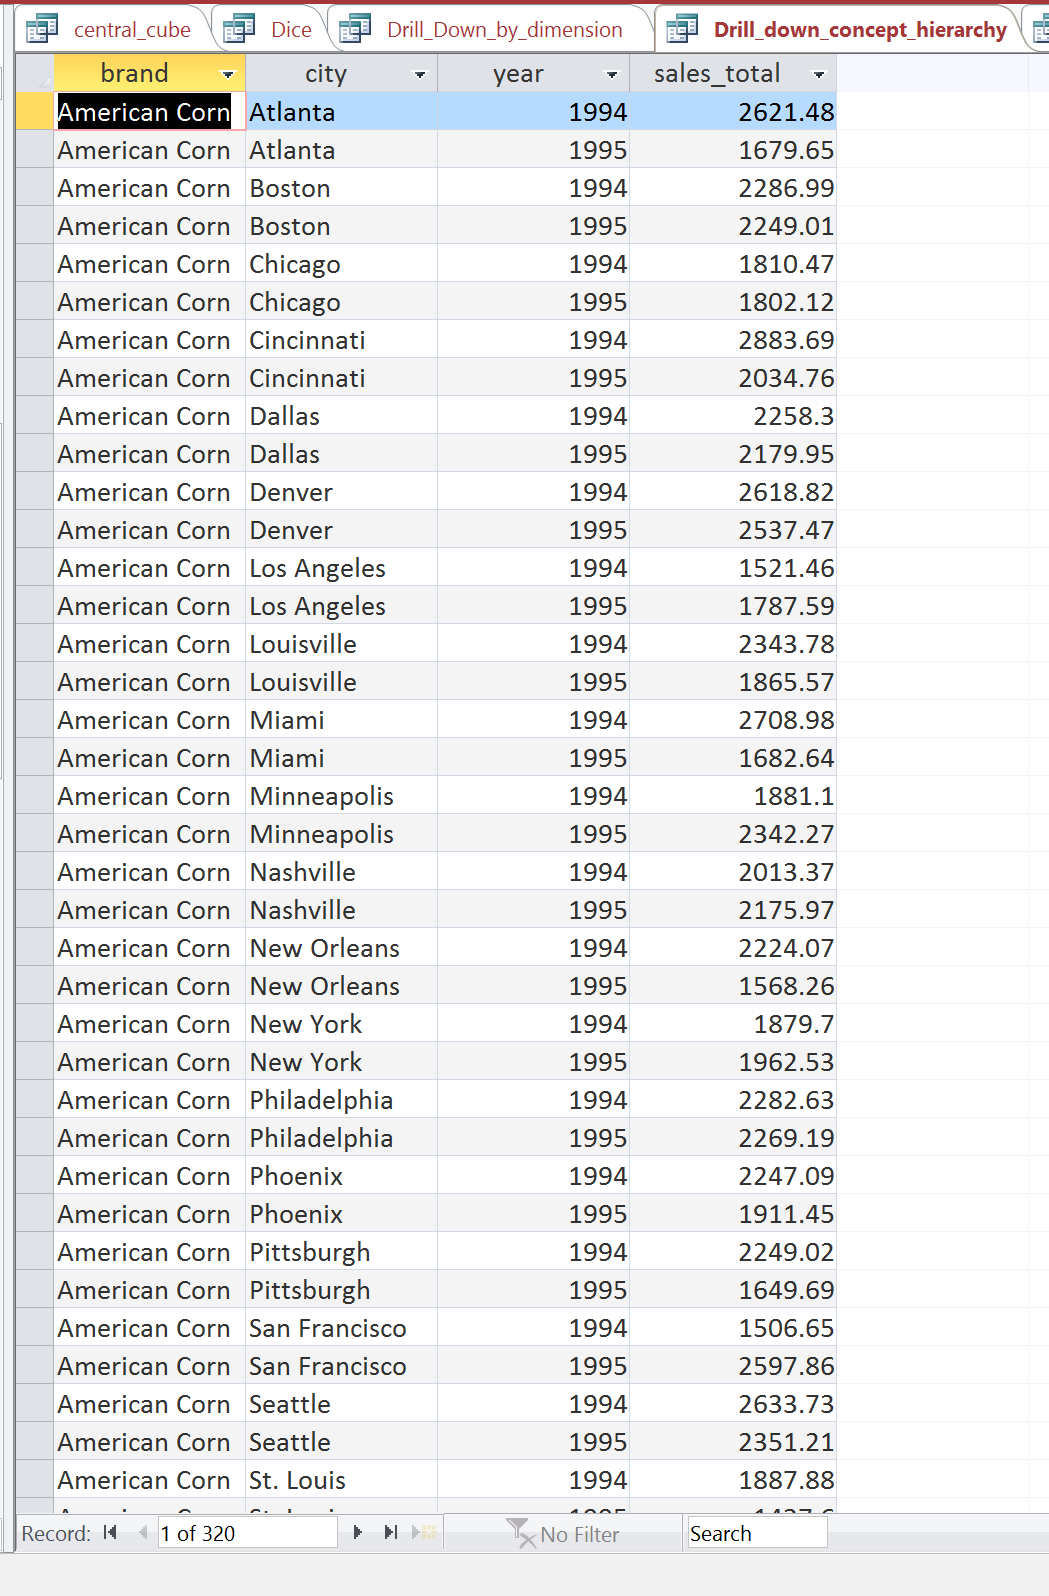 central_cube Dice Drill_Down_by_dimension Drill_down_concept_hierarchy
brand city year sales_total
American Corn Atlanta 1994 2621.48
American Corn Atlanta 1995 1679.65
American Corn Boston 1994 2286.99
American Corn Boston 1995 2249.01
American Corn Chicago 1994 1810.47
American Corn Chicago 1995 1802.12
American Corn Cincinnati 1994 2883.69
American Corn Cincinnati 1995 2034.76
American Corn Dallas 1994 2258.3
American Corn Dallas 1995 2179.95
American Corn Denver 1994 2618.82
American Corn Denver 1995 2537.47
American Corn Los Angeles 1994 1521.46
American Corn Los Angeles 1995 1787.59
American Corn Louisville 1994 2343.78
American Corn Louisville 1995 1865.57
American Corn Miami 1994 2708.98
American Corn Miami 1995 1682.64
American Corn Minneapolis 1994 1881.1
American Corn Minneapolis 1995 2342.27
American Corn Nashville 1994 2013.37
American Corn Nashville 1995 2175.97
American Corn New Orleans 1994 2224.07
American Corn New Orleans 1995 1568.26
American Corn New York 1994 1879.7
American Corn New York 1995 1962.53
American Corn Philadelphia 1994 2282.63
American Corn Philadelphia 1995 2269.19
American Corn Phoenix 1994 2247.09
American Corn Phoenix 1995 1911.45
American Corn Pittsburgh 1994 2249.02
American Corn Pittsburgh 1995 1649.69
American Corn San Francisco 1994 1506.65
American Corn San Francisco 1995 2597.86
American Corn Seattle 1994 2633.73
American Corn Seattle 1995 2351.21
American Corn St. Louis 1994 1887.88
Record: 1 of 320 No Filter Search